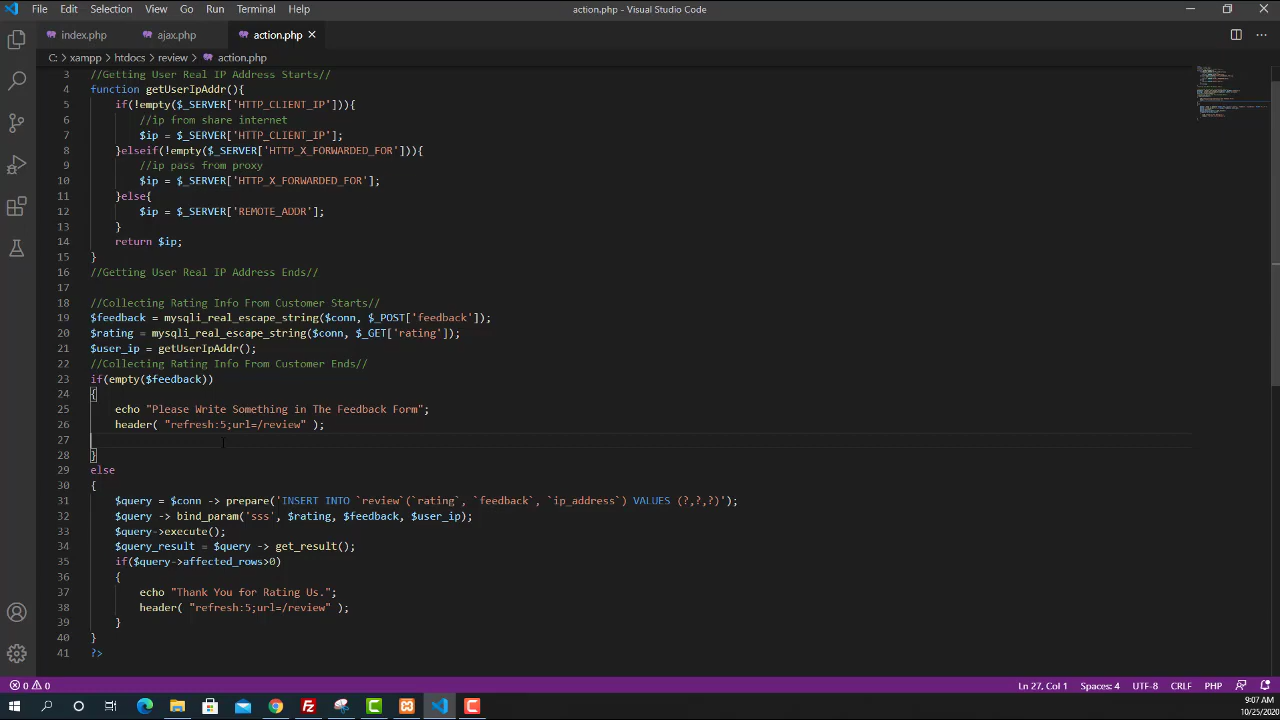 File Edit Selection View Go Run Terminal Help
action.php - Visual Studio Code
index.php ajax.php action.php
C: > xampp > htdocs > review > action.php
3 //Getting User Real IP Address Starts//
4 function getUserIpAddr(){
5 if(!empty($_SERVER['HTTP_CLIENT_IP'])){
6 //ip from share internet
7 $ip = $_SERVER['HTTP_CLIENT_IP'];
8 }elseif(!empty($_SERVER['HTTP_X_FORWARDED_FOR'])){
9 //ip pass from proxy
10 $ip = $_SERVER['HTTP_X_FORWARDED_FOR'];
11 }else{
12 $ip = $_SERVER['REMOTE_ADDR'];
13 }
14 return $ip;
15 }
16 //Getting User Real IP Address Ends//
17
18 //Collecting Rating Info From Customer Starts//
19 $feedback = mysqli_real_escape_string($conn, $_POST['feedback']);
20 $rating = mysqli_real_escape_string($conn, $_GET['rating']);
21 $user_ip = getUserIpAddr();
22 //Collecting Rating Info From Customer Ends//
23 if(empty($feedback))
24 {
25 echo "Please Write Something in The Feedback Form";
26 header( "refresh:5;url=/review" );
27
28 }
29 else
30 {
31 $query = $conn -> prepare('INSERT INTO `review`(`rating`, `feedback`, `ip_address`) VALUES (?,?,?)');
32 $query -> bind_param('sss', $rating, $feedback, $user_ip);
33 $query->execute();
34 $query_result = $query -> get_result();
35 if($query->affected_rows>0)
36 {
37 echo "Thank You for Rating Us.";
38 header( "refresh:5;url=/review" );
39 }
40 }
41 ?>
0 0 Ln 27, Col 1 Spaces: 4 UTF-8 CRLF PHP
9:07 AM
10/25/2020